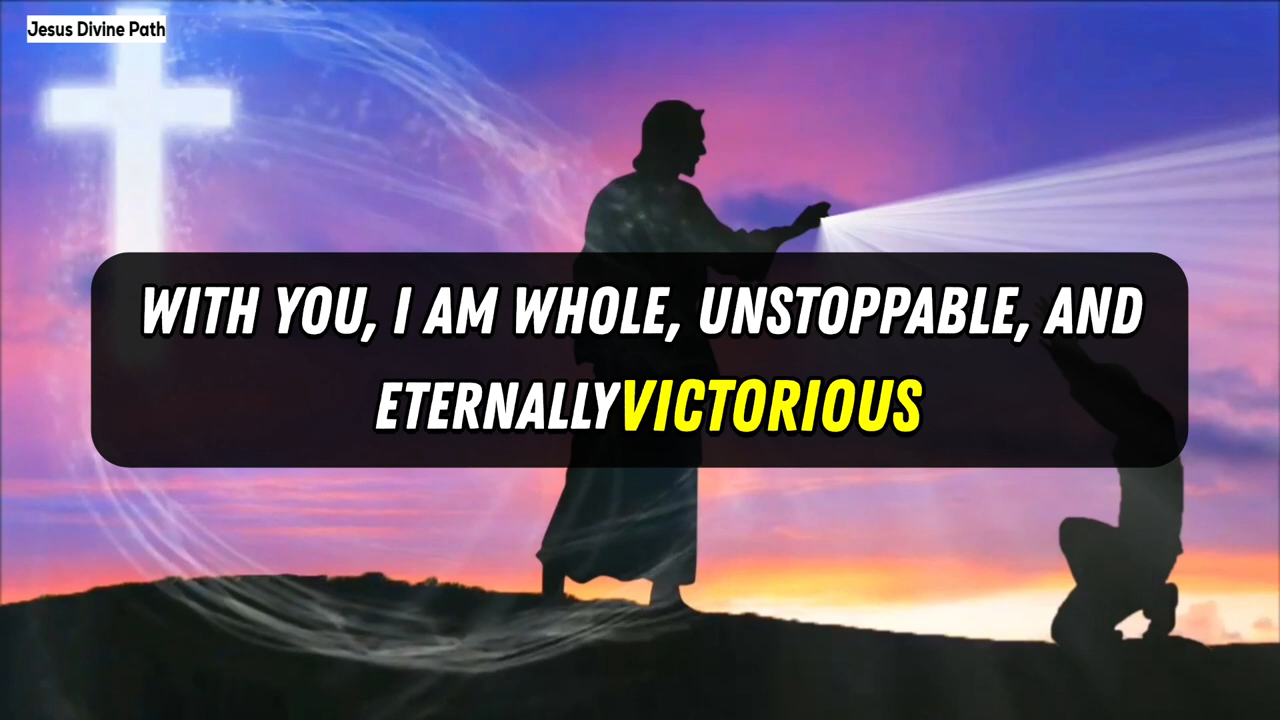 Jesus Divine Path
WITH YOU, I AM WHOLE, UNSTOPPABLE, AND
ETERNALLYVICTORIOUS